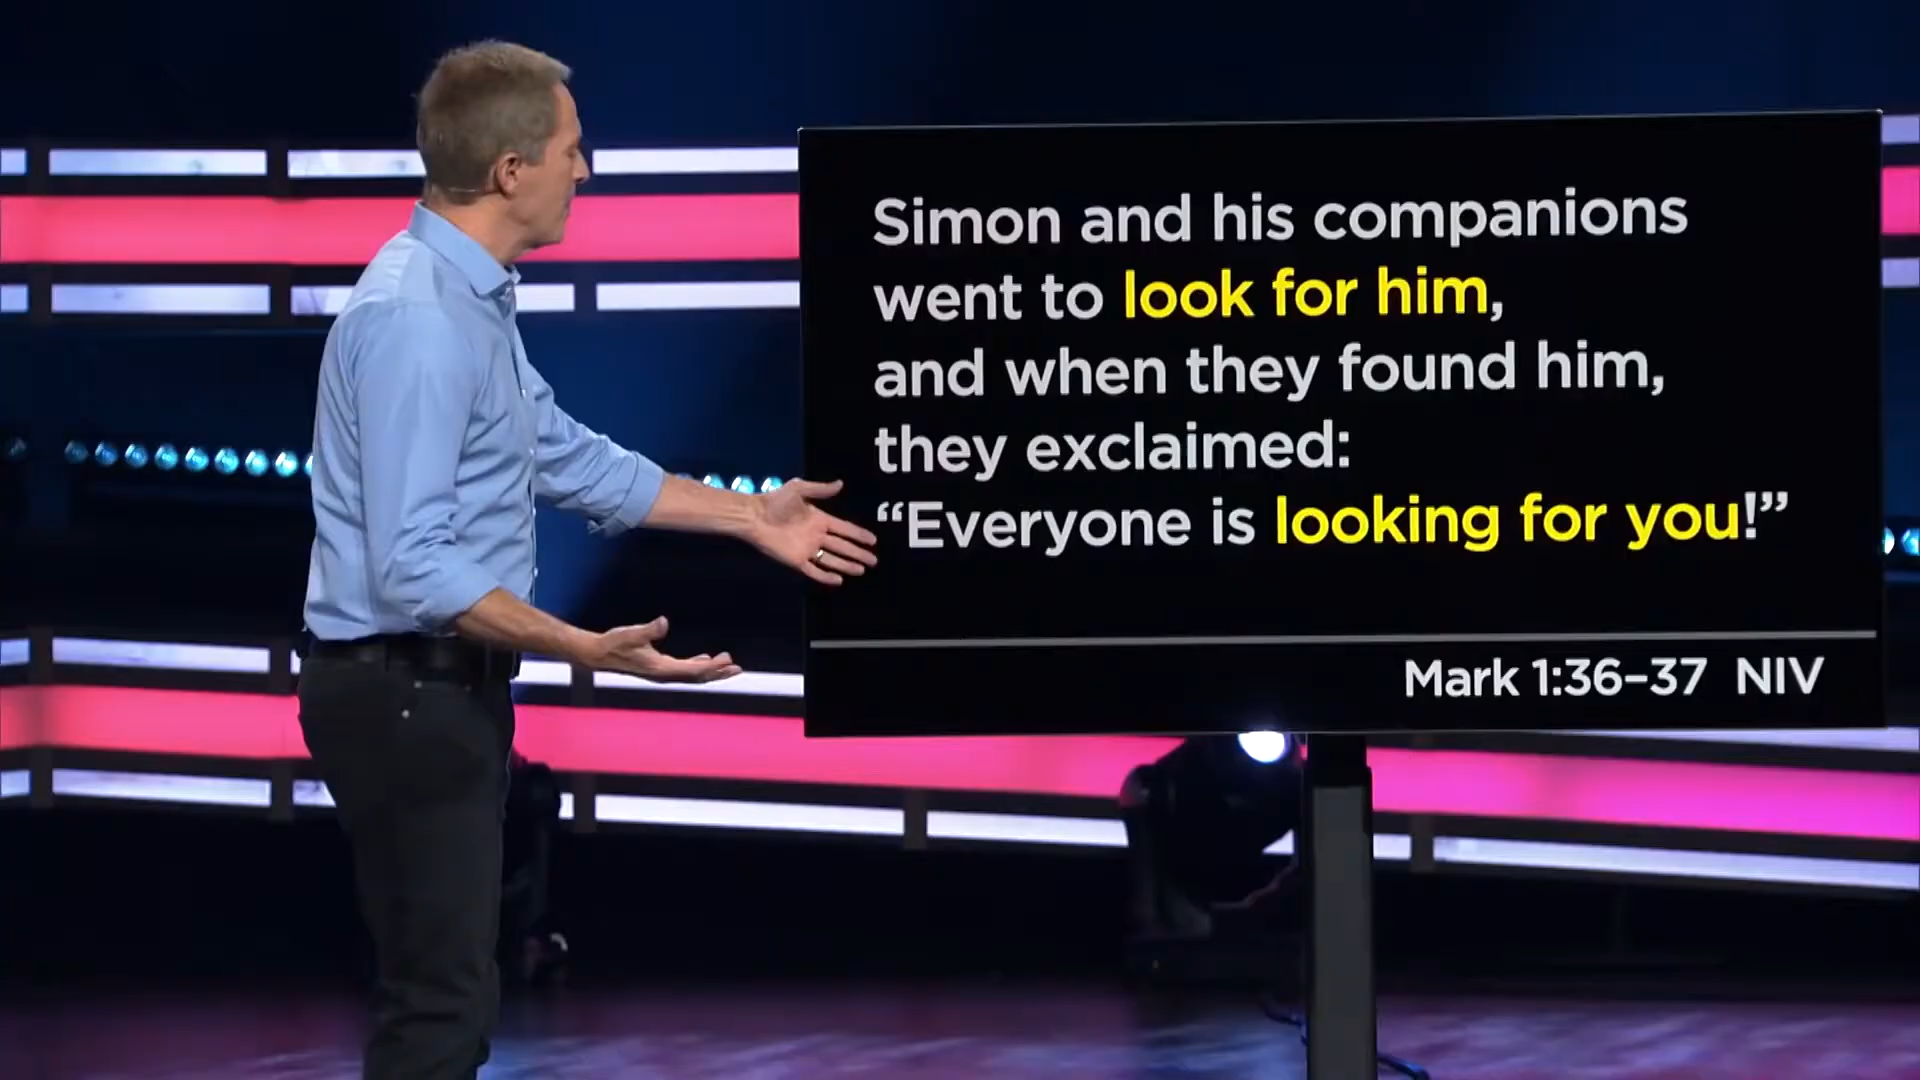 Simon and his companions
went to look for him,
and when they found him,
they exclaimed:
“Everyone is looking for you!”
Mark 1:36–37 NIV